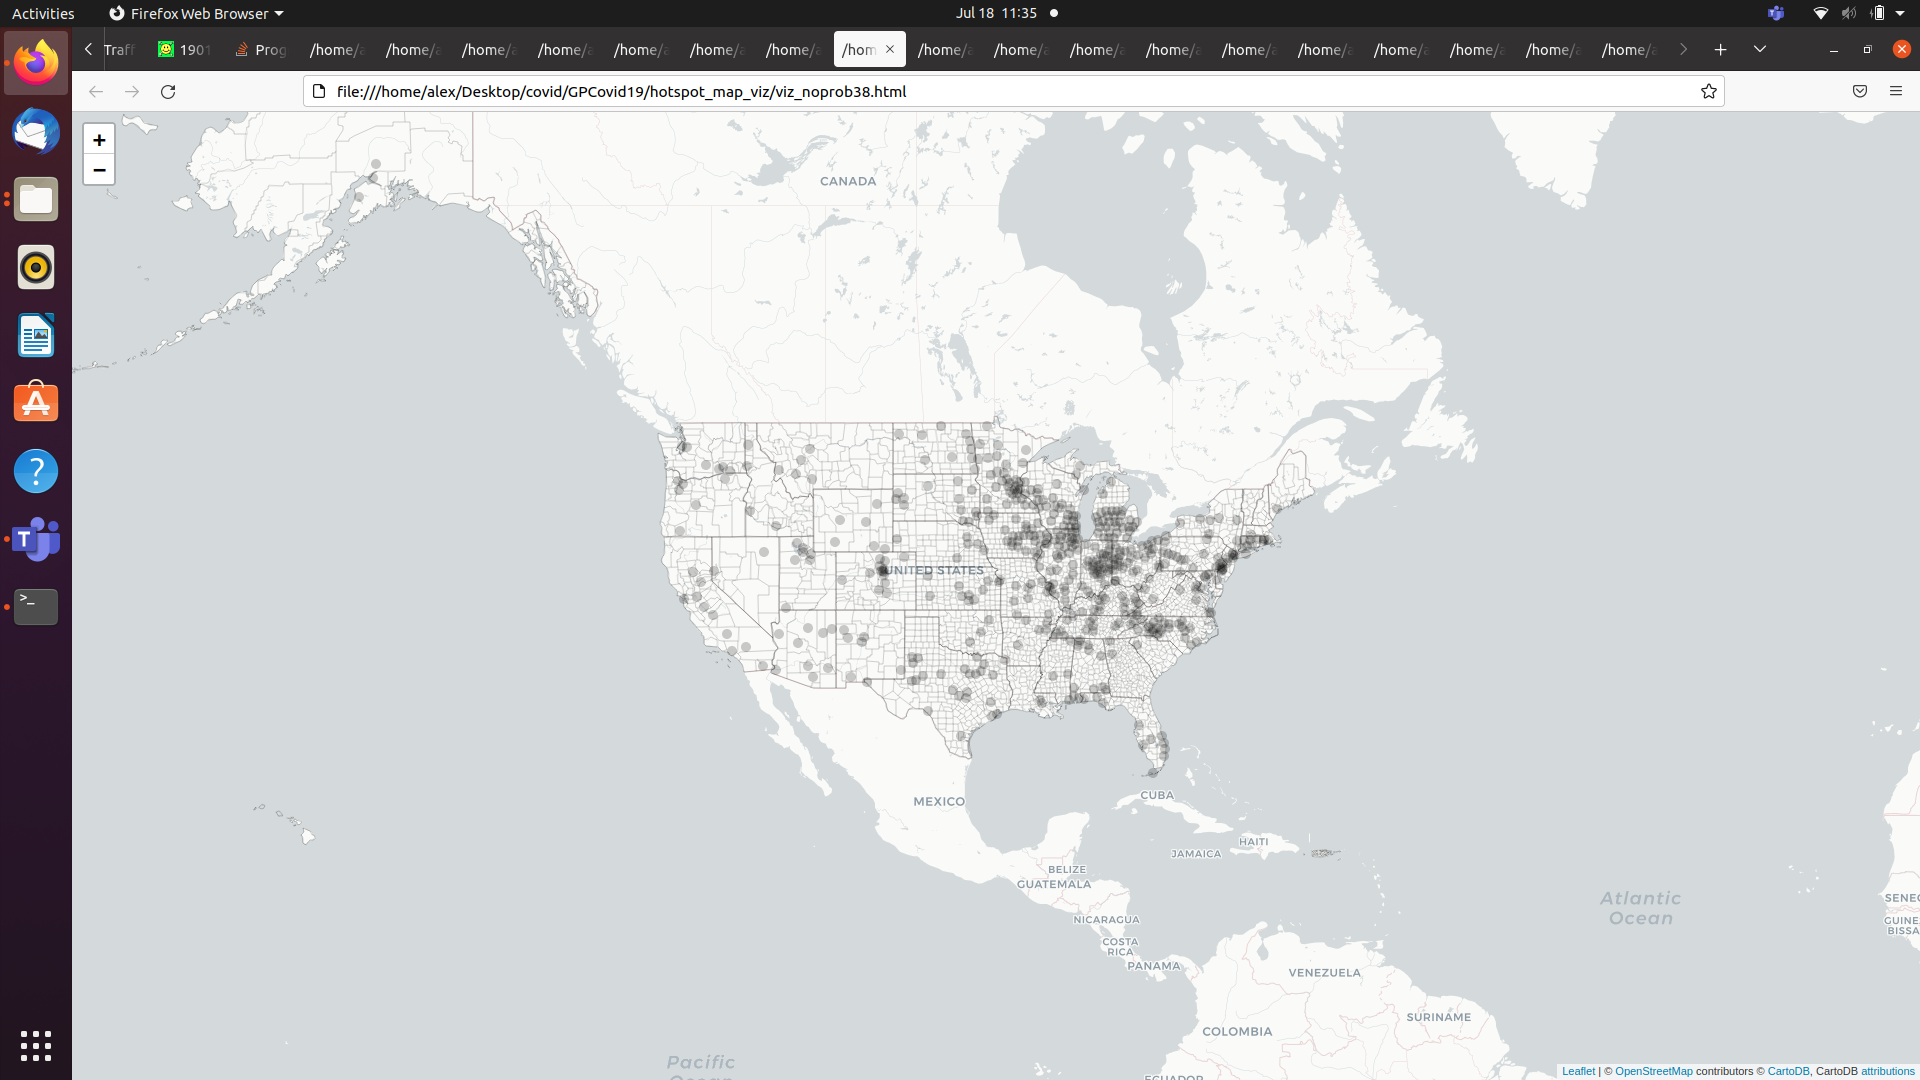 Activities
Firefox Web Browser
Jul 18 11:35
Traff
1901
Prog
/home/a
/home/a
/home/a
/home/a
/home/a
/home/a
/home/a
/hom
/home/a
/home/a
/home/a
/home/a
/home/a
/home/a
/home/a
/home/a
/home/a
/home/a
file:///home/alex/Desktop/covid/GPCovid19/hotspot_map_viz/viz_noprob38.html
+
−
CANADA
UNITED STATES
MEXICO
CUBA
HAITI
JAMAICA
BELIZE
GUATEMALA
NICARAGUA
COSTA
RICA
PANAMA
VENEZUELA
COLOMBIA
SURINAME
ECUADOR
Atlantic
Ocean
SENEG
GUINE
BISSA
Pacific
Ocean
Leaflet | © OpenStreetMap contributors © CartoDB, CartoDB attributions